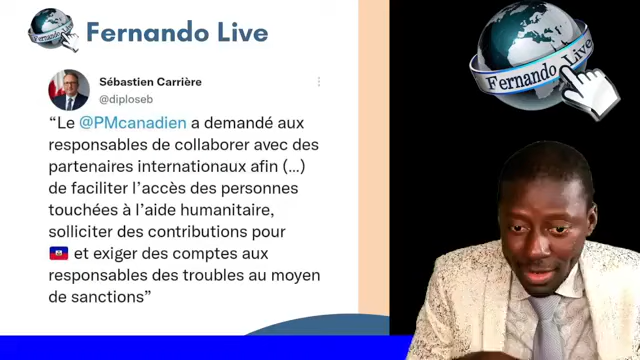 Fernando Live
Fernando Live
Sébastien Carrière
@diploseb
“Le @PMcanadien a demandé aux
responsables de collaborer avec des
partenaires internationaux afin (...)
de faciliter l’accès des personnes
touchées à l’aide humanitaire,
solliciter des contributions pour
🇭🇹 et exiger des comptes aux
responsables des troubles au moyen
de sanctions”
Fernando Live